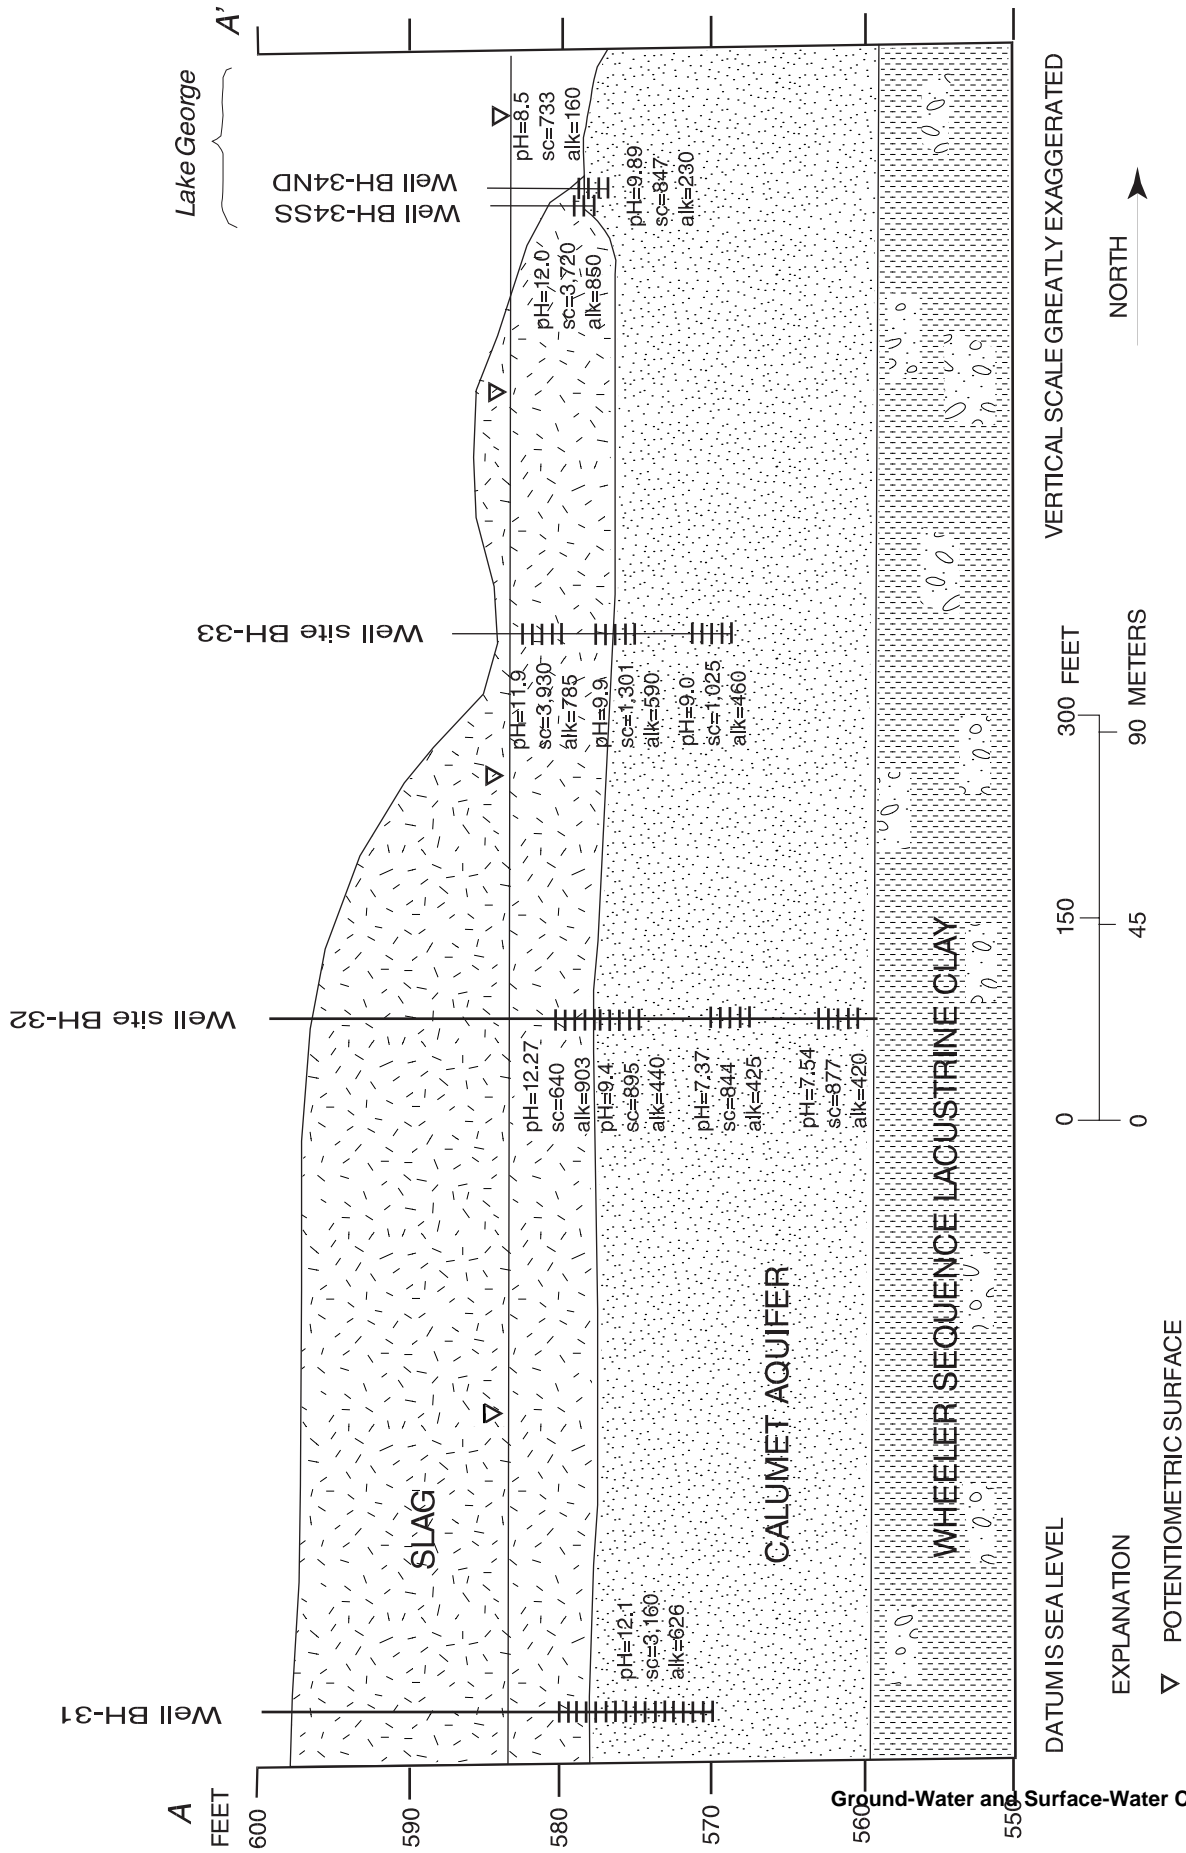 A
FEET
600
590
580
570
560
550
A'
Lake George
Well BH-31
Well site BH-32
Well site BH-33
Well BH-34SS
Well BH-34ND
SLAG
CALUMET AQUIFER
WHEELER SEQUENCE LACUSTRINE CLAY
pH=12.1
sc=3,160
alk=626
pH=12.27
sc=640
alk=903
pH=9.4
sc=895
alk=440
pH=7.37
sc=844
alk=425
pH=7.54
sc=877
alk=420
pH=11.9
sc=3,930
alk=785
pH=9.9
sc=1,301
alk=590
pH=9.0
sc=1,025
alk=460
pH=12.0
sc=3,720
alk=850
pH=9.89
sc=847
alk=230
pH=8.5
sc=733
alk=160
DATUM IS SEA LEVEL
0 150 300 FEET
0 45 90 METERS
VERTICAL SCALE GREATLY EXAGGERATED
EXPLANATION
POTENTIOMETRIC SURFACE
NORTH
Ground-Water and Surface-Water C